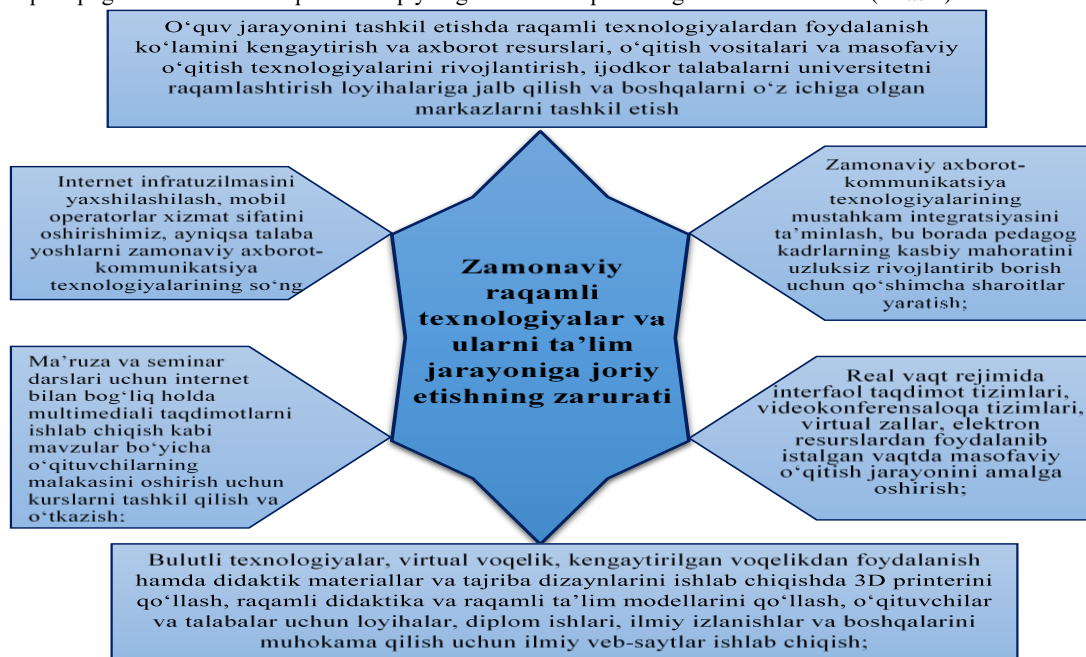 O‘quv jarayonini tashkil etishda raqamli texnologiyalardan foydalanish
ko‘lamini kengaytirish va axborot resurslari, o‘qitish vositalari va masofaviy
o‘qitish texnologiyalarini rivojlantirish, ijodkor talabalarni universitetni
raqamlashtirish loyihalariga jalb qilish va boshqalarni o‘z ichiga olgan
markazlarni tashkil etish
Internet infratuzilmasini
yaxshilashilash, mobil
operatorlar xizmat sifatini
oshirishimiz, ayniqsa talaba
yoshlarni zamonaviy axborot-
kommunikatsiya
texnologiyalarining so‘ng
Zamonaviy axborot-
kommunikatsiya
texnologiyalarining
mustahkam integratsiyasini
ta’minlash, bu borada pedagog
kadrlarning kasbiy mahoratini
uzluksiz rivojlantirib borish
uchun qo‘shimcha sharoitlar
yaratish;
Zamonaviy
raqamli
texnologiyalar va
ularni ta’lim
jarayoniga joriy
etishning zarurati
Ma’ruza va seminar
darslari uchun internet
bilan bog‘liq holda
multimediali taqdimotlarni
ishlab chiqish kabi
mavzular bo‘yicha
o‘qituvchilarning
malakasini oshirish uchun
kurslarni tashkil qilish va
o‘tkazish;
Real vaqt rejimida
interfaol taqdimot tizimlari,
videokonferensaloqa tizimlari,
virtual zallar, elektron
resurslardan foydalanib
istalgan vaqtda masofaviy
o‘qitish jarayonini amalga
oshirish;
Bulutli texnologiyalar, virtual voqelik, kengaytirilgan voqelikdan foydalanish
hamda didaktik materiallar va tajriba dizaynlarini ishlab chiqishda 3D printerini
qo‘llash, raqamli didaktika va raqamli ta’lim modellarini qo‘llash, o‘qituvchilar
va talabalar uchun loyihalar, diplom ishlari, ilmiy izlanishlar va boshqalarini
muhokama qilish uchun ilmiy veb-saytlar ishlab chiqish;